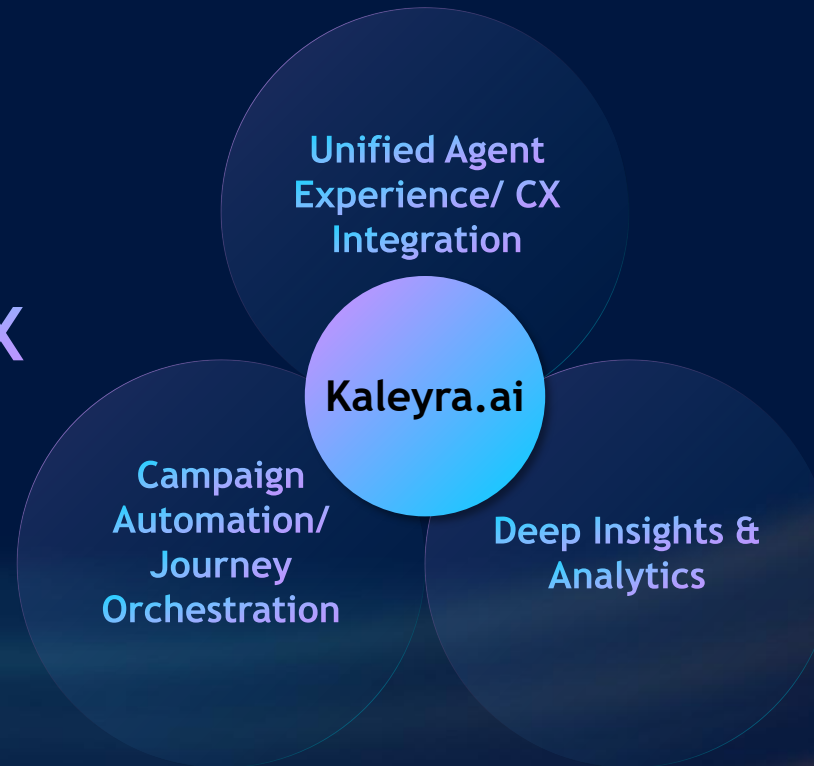 Unified Agent
Experience/ CX
Integration
X
Kaleyra.ai
Campaign
Automation/
Journey
Orchestration
Deep Insights &
Analytics